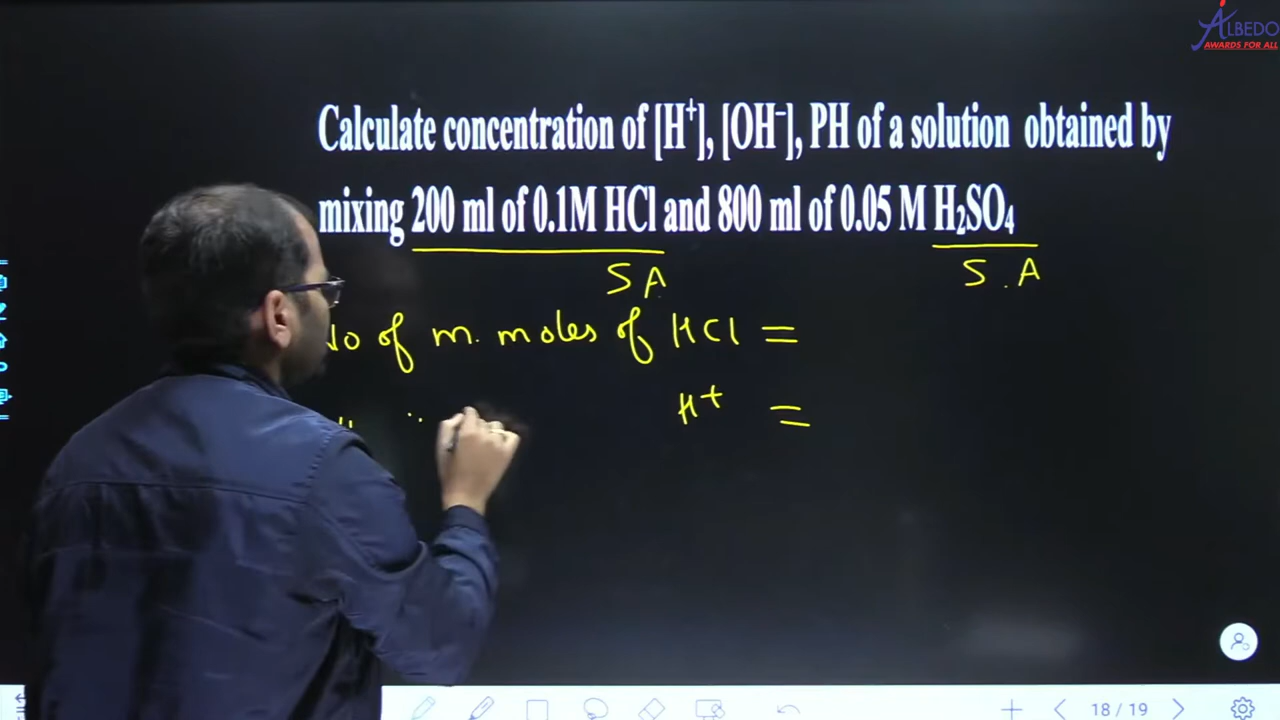 ALBEDO
AWARDS FOR ALL
Calculate concentration of [H⁺], [OH⁻], PH of a solution obtained by
mixing 200 ml of 0.1M HCl and 800 ml of 0.05 M H₂SO₄
S A S.A
of m. moles of HCl =
" H⁺ =
18 / 19